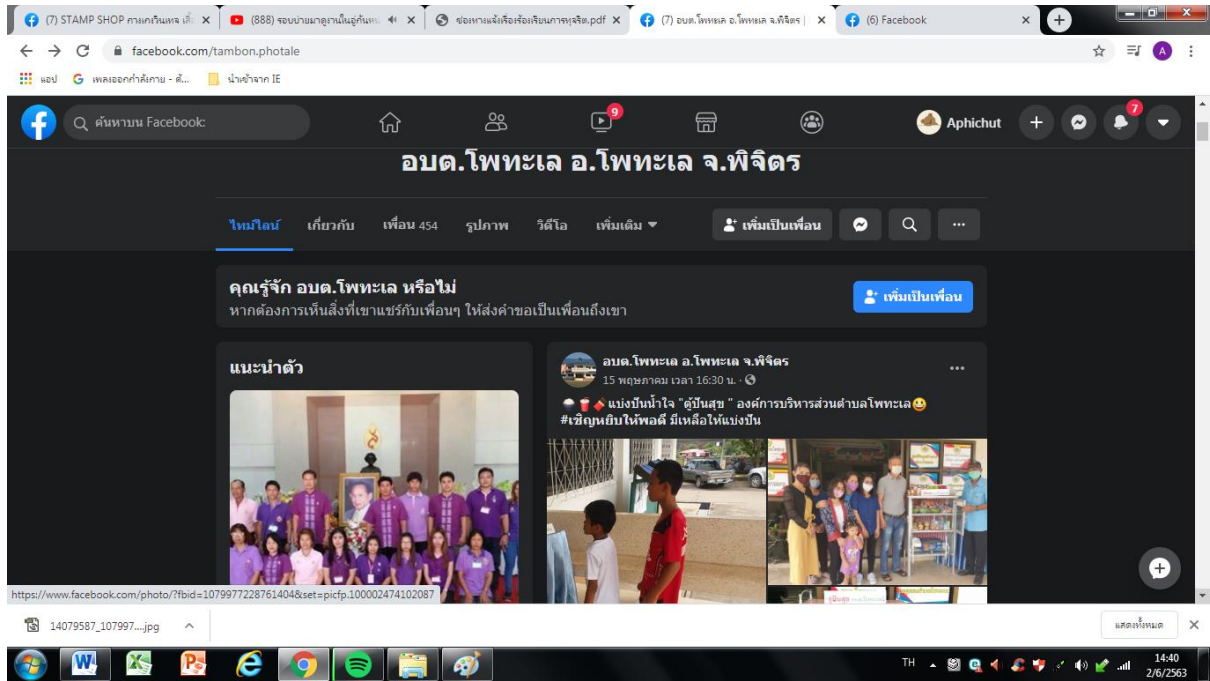 (7) STAMP SHOP
(888) รอบบ่ายมาดูงานในอู่กันค
ช่องทางแจ้งเรื่องร้องเรียนการทุจริต.pdf
(7) อบต.โพทะเล อ.โพทะเล จ.พิจิตร |
(6) Facebook
facebook.com/tambon.photale
A
แอป
เพลงออกกำลังกาย - ค้...
นำเข้าจาก IE
ค้นหาบน Facebook
9
Aphichut
7
อบต.โพทะเล อ.โพทะเล จ.พิจิตร
ไทม์ไลน์ เกี่ยวกับ เพื่อน 454 รูปภาพ วิดีโอ เพิ่มเติม
เพิ่มเป็นเพื่อน
คุณรู้จัก อบต.โพทะเล หรือไม่
หากต้องการเห็นสิ่งที่เขาแชร์กับเพื่อนๆ ให้ส่งคำขอเป็นเพื่อนถึงเขา
เพิ่มเป็นเพื่อน
แนะนำตัว
อบต.โพทะเล อ.โพทะเล จ.พิจิตร
15 พฤษภาคม เวลา 16:30 น. ·
🍚🥤🌶️แบ่งปันน้ำใจ "ตู้ปันสุข " องค์การบริหารส่วนตำบลโพทะเล😃
#เชิญหยิบให้พอดี มีเหลือให้แบ่งปัน
https://www.facebook.com/photo/?fbid=1079977228761404&set=picfp.100002474102087
14079587_107997....jpg
แสดงทั้งหมด
TH
14:40
2/6/2563